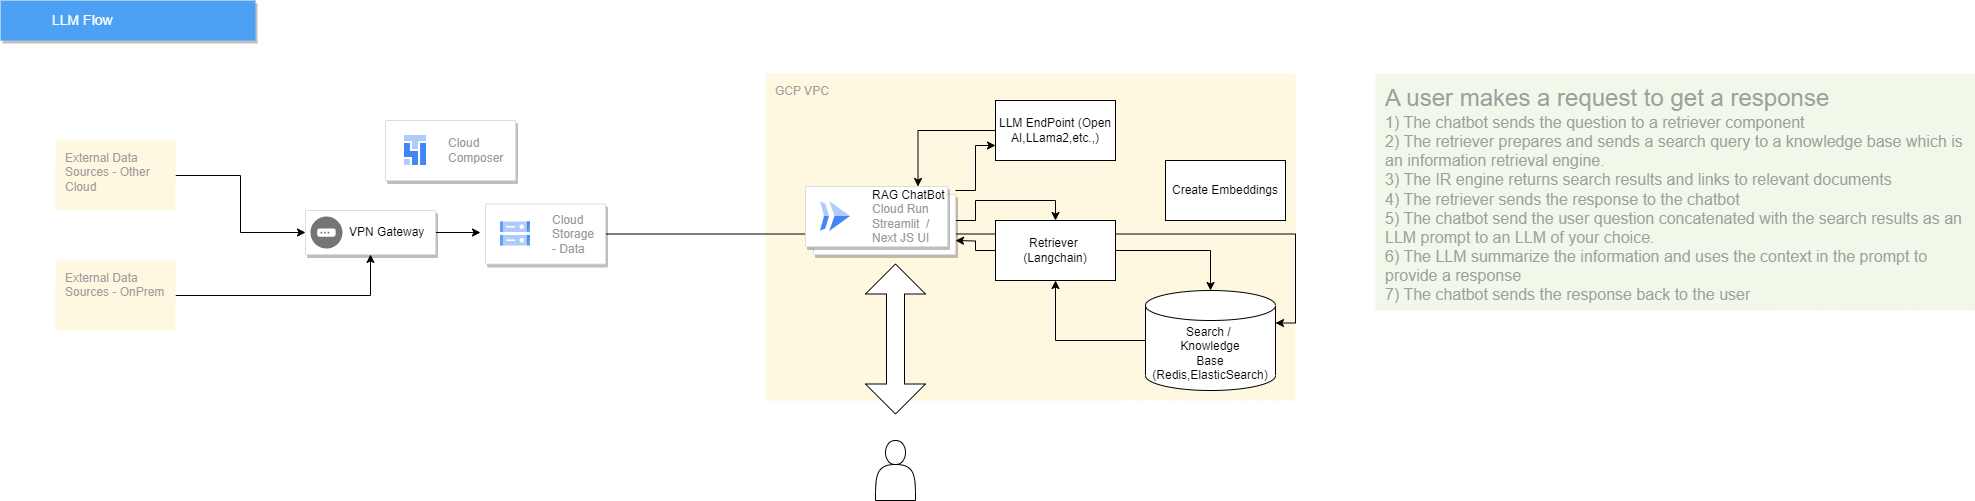 LLM Flow
External Data
Sources - Other
Cloud
External Data
Sources - OnPrem
VPN Gateway
Cloud
Composer
Cloud
Storage
- Data
GCP VPC
LLM EndPoint (Open
AI,LLama2,etc.,)
RAG ChatBot
Cloud Run
Streamlit  /
Next JS UI
Create Embeddings
Retriever
(Langchain)
Search /
Knowledge
Base
(Redis,ElasticSearch)
A user makes a request to get a response
1) The chatbot sends the question to a retriever component
2) The retriever prepares and sends a search query to a knowledge base which is
an information retrieval engine.
3) The IR engine returns search results and links to relevant documents
4) The retriever sends the response to the chatbot
5) The chatbot send the user question concatenated with the search results as an
LLM prompt to an LLM of your choice.
6) The LLM summarize the information and uses the context in the prompt to
provide a response
7) The chatbot sends the response back to the user